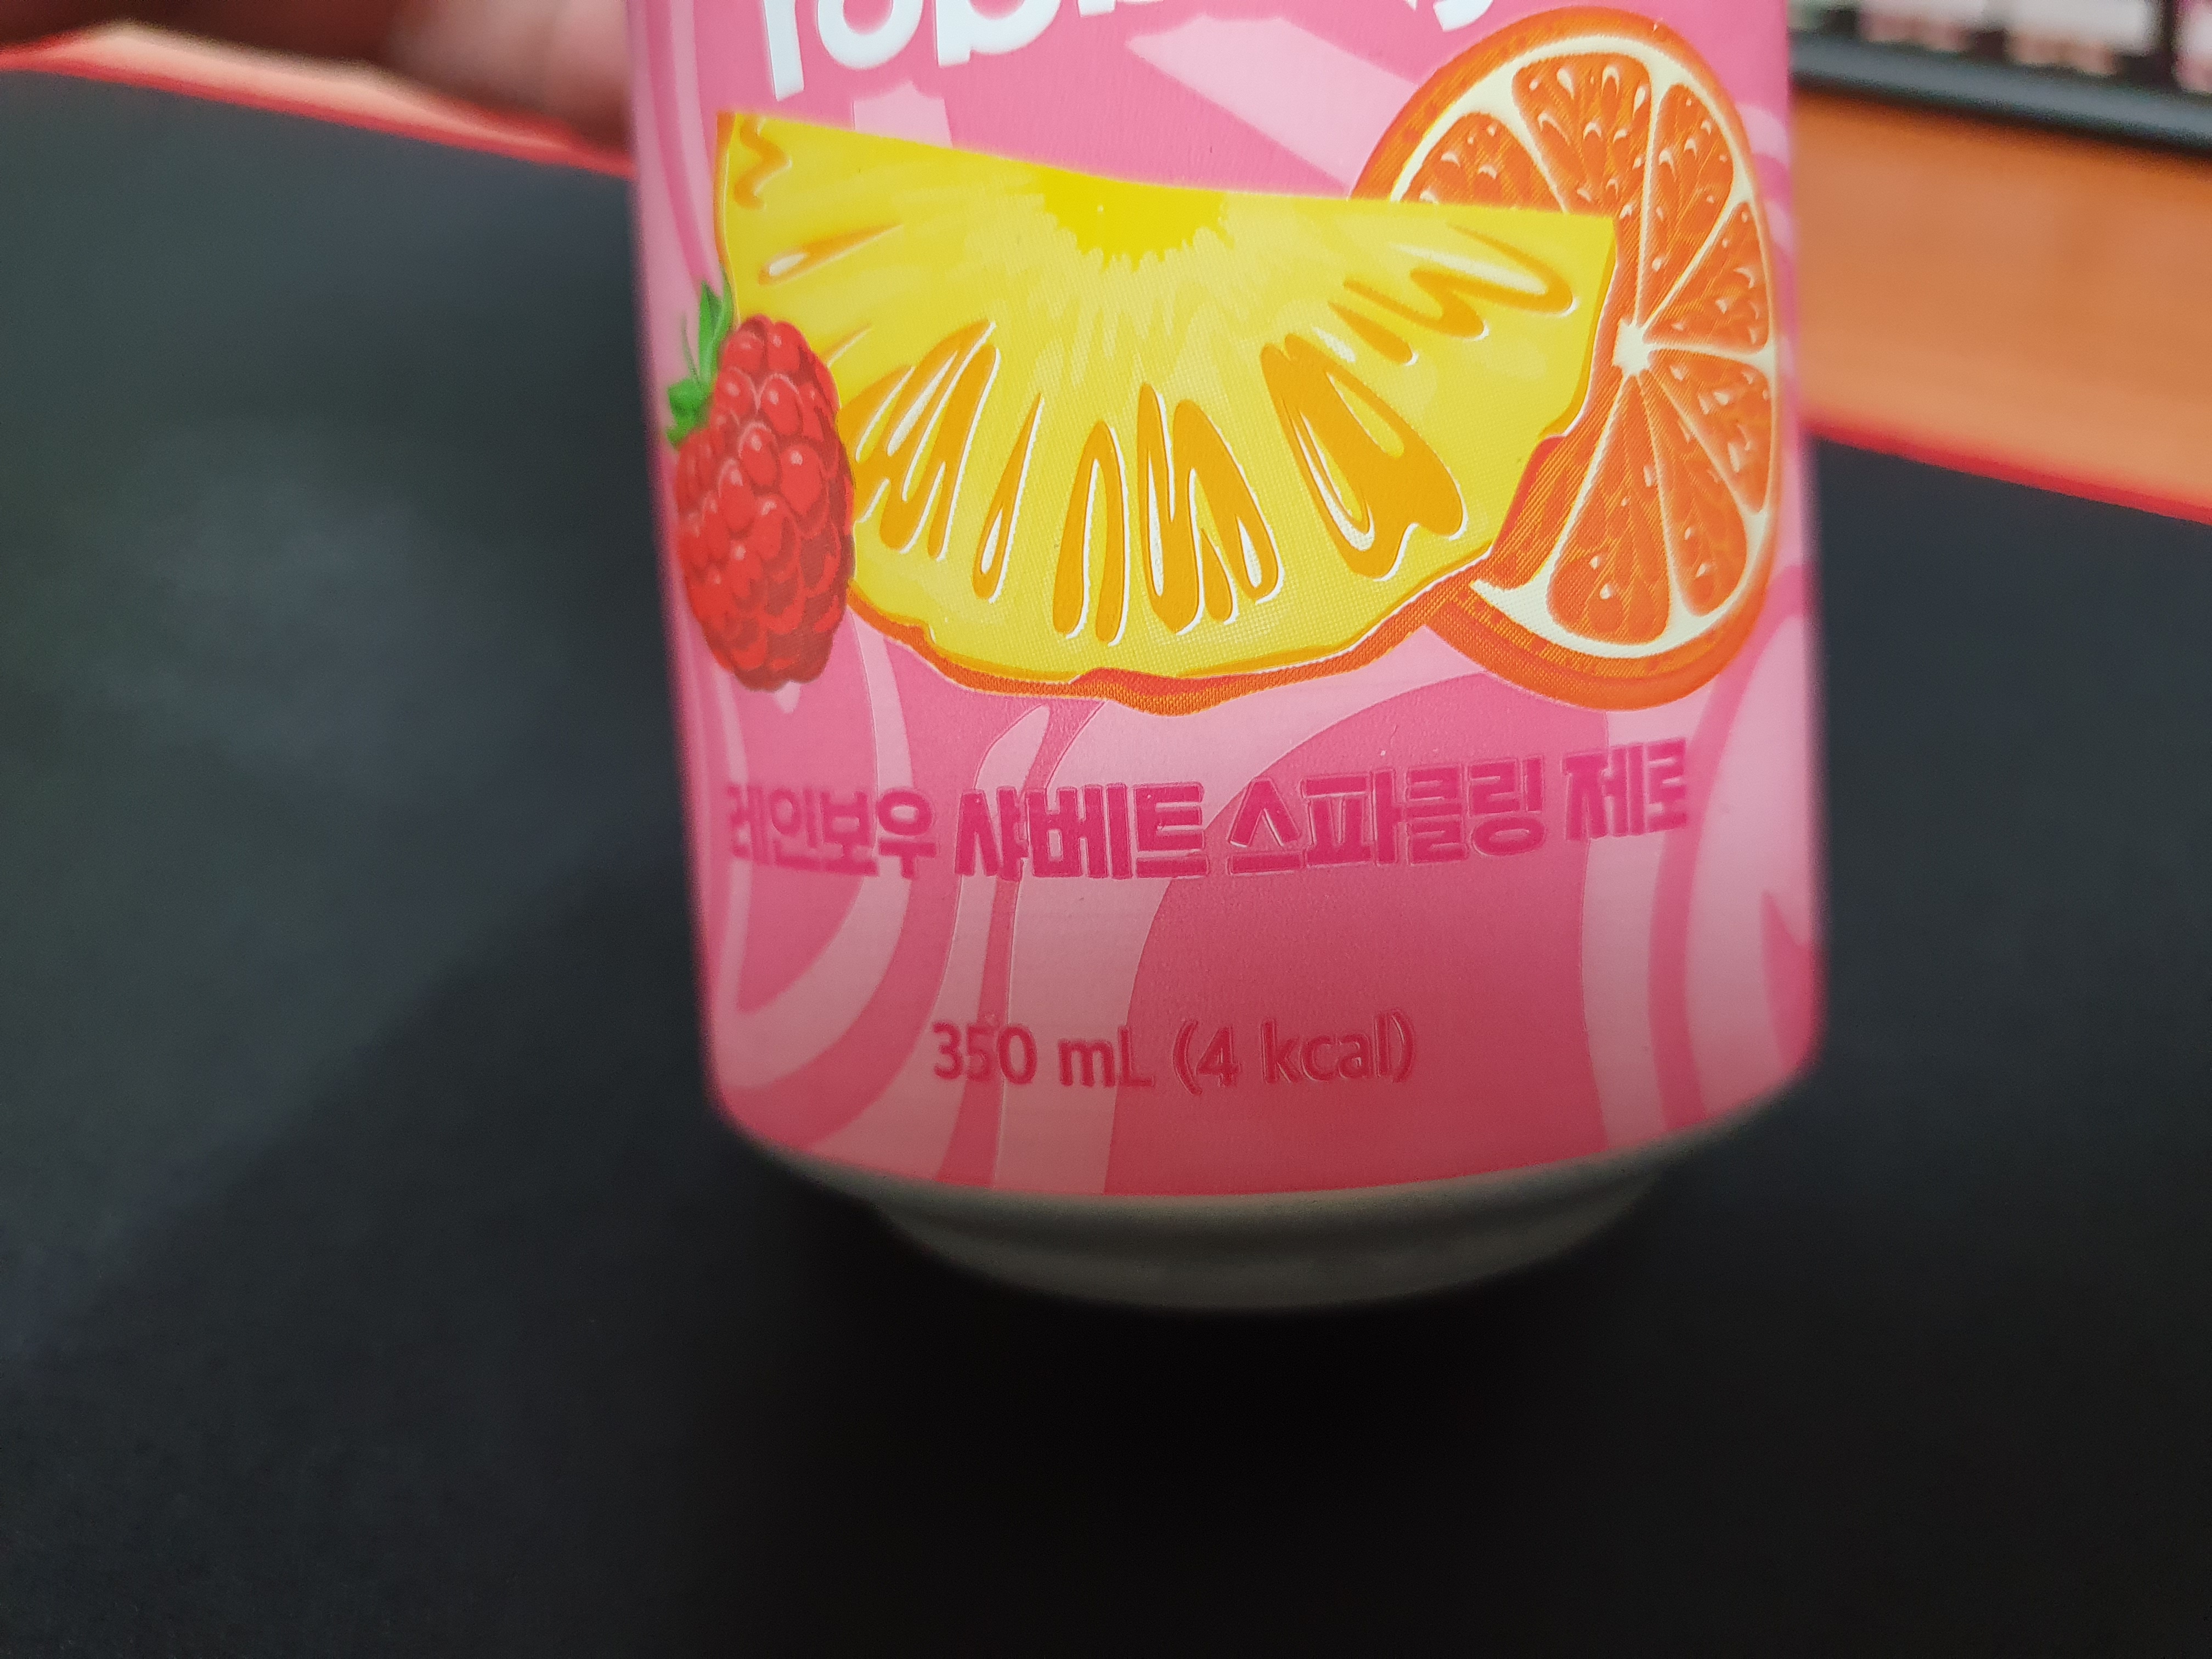 레인보우 샤베트 스파클링 제로
350 mL (4 kcal)